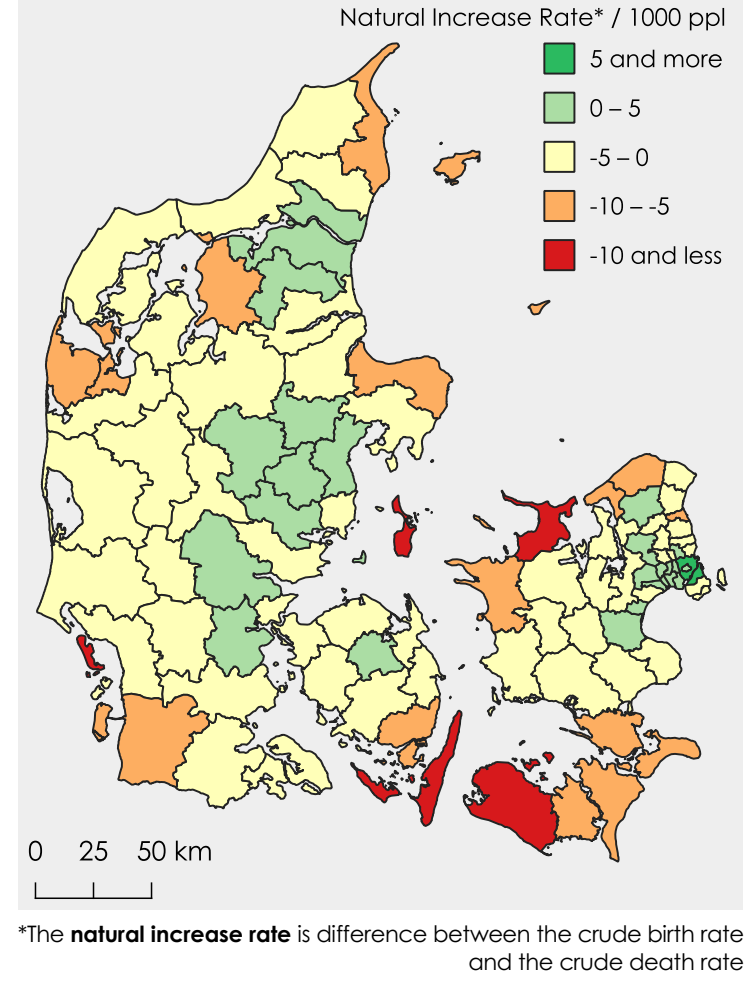 Natural Increase Rate* / 1000 ppl
5 and more
0 – 5
-5 – 0
-10 – -5
-10 and less
0 25 50 km
*The natural increase rate is difference between the crude birth rate
and the crude death rate